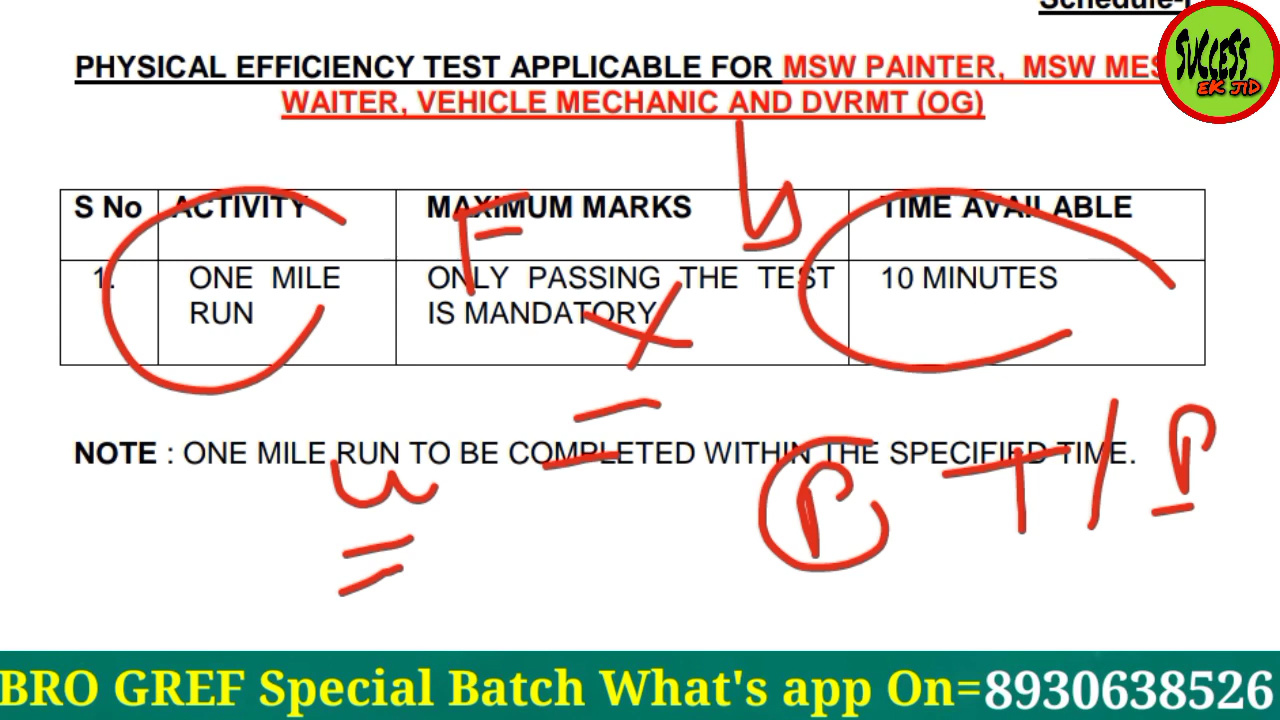 Schedule-I
SUCCESS
EK JID
PHYSICAL EFFICIENCY TEST APPLICABLE FOR MSW PAINTER, MSW MES
WAITER, VEHICLE MECHANIC AND DVRMT (OG)
S No ACTIVITY MAXIMUM MARKS TIME AVAILABLE
1. ONE MILE RUN ONLY PASSING THE TEST IS MANDATORY 10 MINUTES
NOTE : ONE MILE RUN TO BE COMPLETED WITHIN THE SPECIFIED TIME.
P T / P
BRO GREF Special Batch What's app On=8930638526